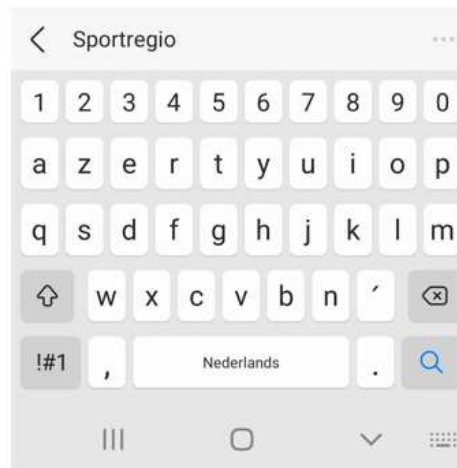 Sportregio
1 2 3 4 5 6 7 8 9 0
a z e r t y u i o p
q s d f g h j k l m
w x c v b n ´
!#1 , Nederlands .